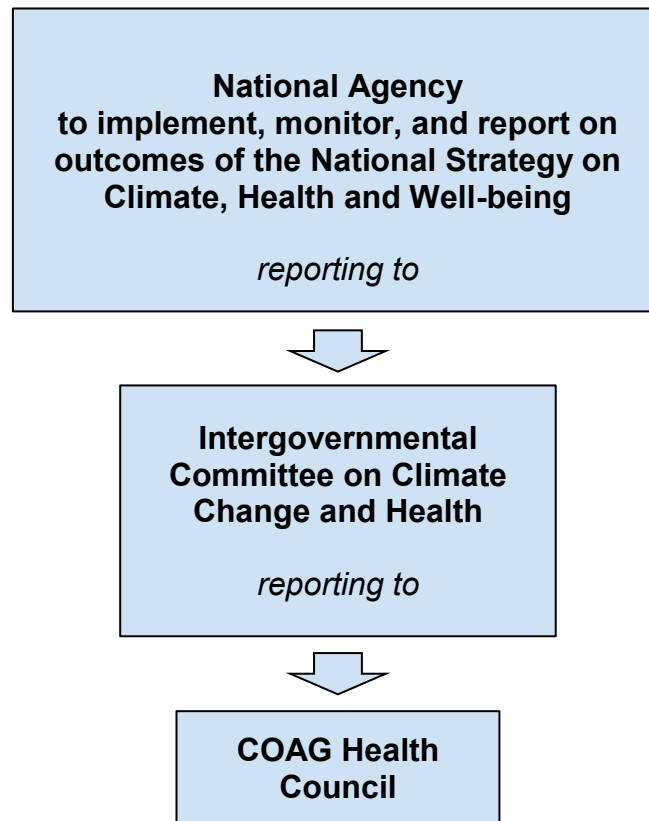 National Agency
to implement, monitor, and report on
outcomes of the National Strategy on
Climate, Health and Well-being
reporting to
Intergovernmental
Committee on Climate
Change and Health
reporting to
COAG Health
Council